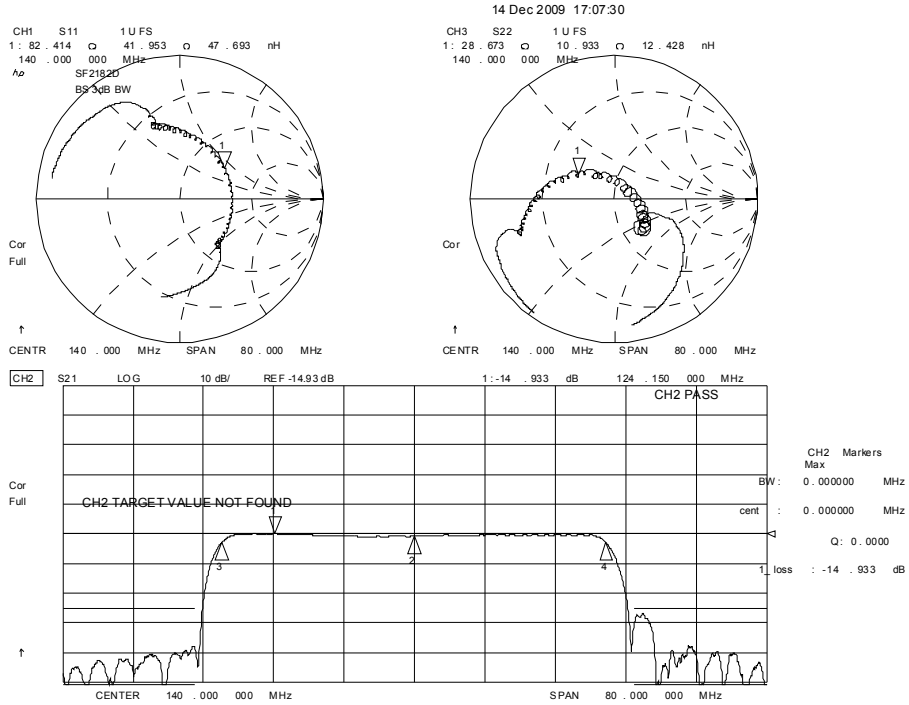 14 Dec 2009 17:07:30
CH1 S11 1 U FS
1 : 82 . 414 Ω 41 . 953 Ω 47 . 693 nH
140 . 000 000 MHz
hp
SF2182D
BS 3dB BW
1
Cor
Full
↑
CENTR 140 . 000 MHz SPAN 80 . 000 MHz
CH3 S22 1 U FS
1 : 28 . 673 Ω 10 . 933 Ω 12 . 428 nH
140 . 000 000 MHz
1
Cor
↑
CENTR 140 . 000 MHz SPAN 80 . 000 MHz
CH2 S21 LOG 10 dB/ REF -14.93 dB 1:-14 . 933 dB 124 . 150 000 MHz
CH2 PASS
Cor
Full
CH2 TARGET VALUE NOT FOUND
3
2
4
↑
CH2 Markers
Max
BW : 0 . 000000 MHz
cent : 0 . 000000 MHz
Q: 0. 0000
1_ loss : -14 . 933 dB
CENTER 140 . 000 000 MHz SPAN 80 . 000 000 MHz